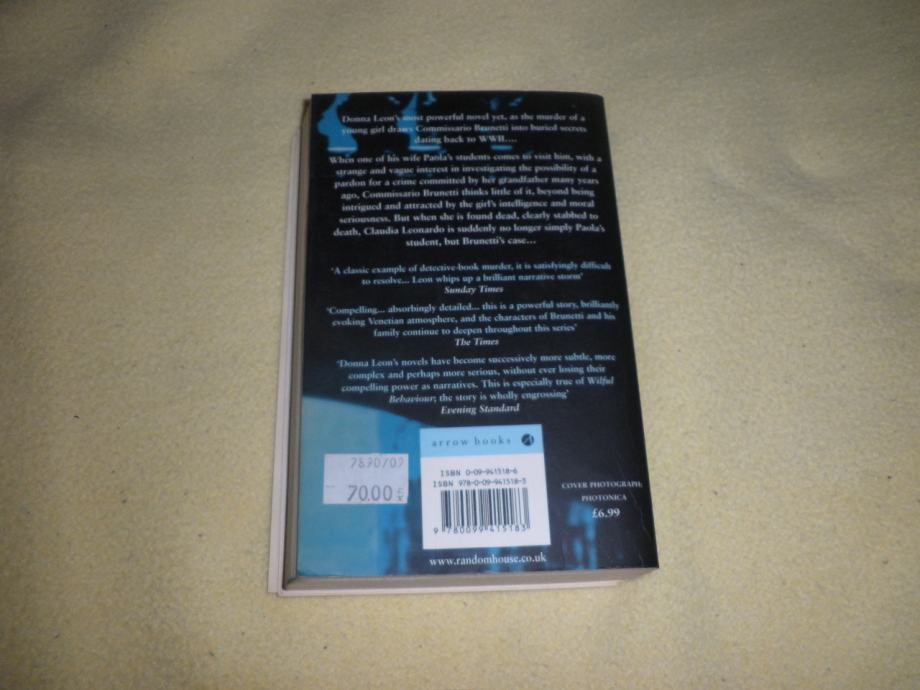 Donna Leon's most powerful novel yet, as the murder of a
young girl draws Commissario Brunetti into buried secrets
dating back to WWII....
When one of his wife Paola's students comes to visit him, with a
strange and vague interest in investigating the possibility of a
pardon for a crime committed by her grandfather many years
ago, Commissario Brunetti thinks little of it, beyond being
intrigued and attracted by the girl's intelligence and moral
seriousness. But when she is found dead, clearly stabbed to
death, Claudia Leonardo is suddenly no longer simply Paola's
student, but Brunetti's case...
'A classic example of detective-book murder, it is satisfyingly difficult
to resolve... Leon whips up a brilliant narrative storm'
Sunday Times
'Compelling... absorbingly detailed... this is a powerful story, brilliantly
evoking Venetian atmosphere, and the characters of Brunetti and his
family continue to deepen throughout this series'
The Times
'Donna Leon's novels have become successively more subtle, more
complex and perhaps more serious, without ever losing their
compelling power as narratives. This is especially true of Wilful
Behaviour; the story is wholly engrossing'
Evening Standard
arrow books
7890/07
70.00
ISBN 0-09-941518-6
ISBN 978-0-09-941518-3
9 780099 415183
COVER PHOTOGRAPH:
PHOTONICA
£6.99
www.randomhouse.co.uk